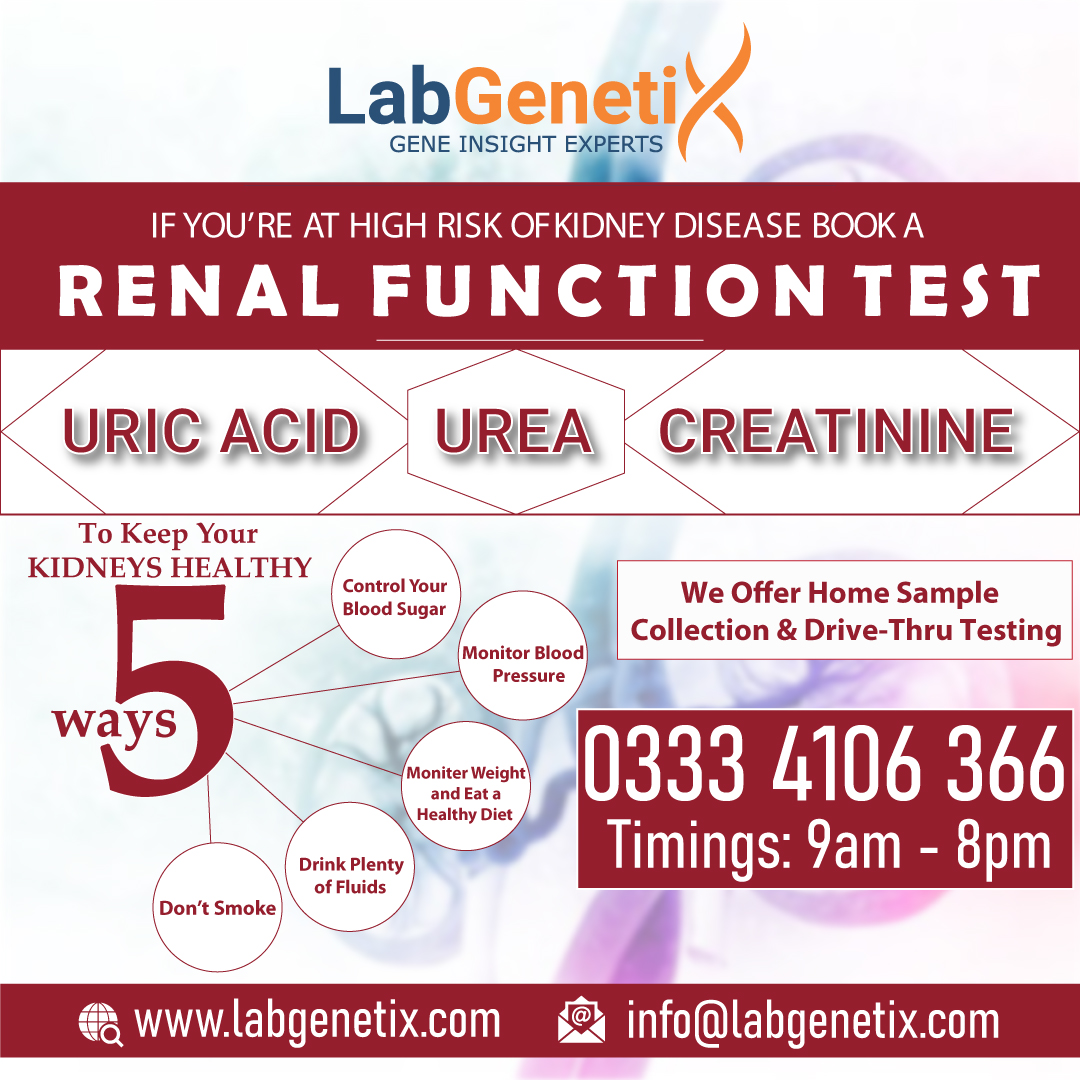 LabGenetiX
GENE INSIGHT EXPERTS
IF YOU'RE AT HIGH RISK OF KIDNEY DISEASE BOOK A
RENAL FUNCTION TEST
URIC ACID
UREA
CREATININE
To Keep Your
KIDNEYS HEALTHY
5
ways
Control Your
Blood Sugar
Monitor Blood
Pressure
Moniter Weight
and Eat a
Healthy Diet
Drink Plenty
of Fluids
Don't Smoke
We Offer Home Sample
Collection & Drive-Thru Testing
0333 4106 366
Timings: 9am - 8pm
www.labgenetix.com
info@labgenetix.com